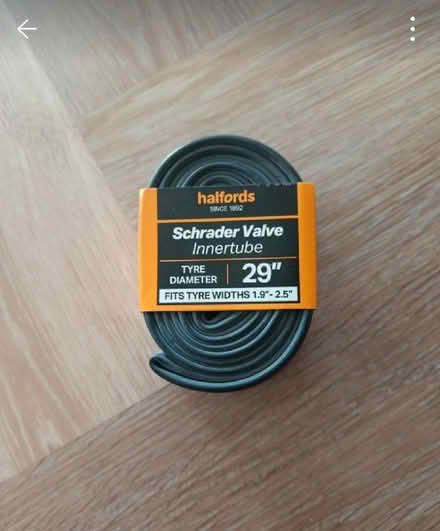 halfords
SINCE 1892
Schrader Valve
Innertube
TYRE
DIAMETER
29"
FITS TYRE WIDTHS 1.9"- 2.5"